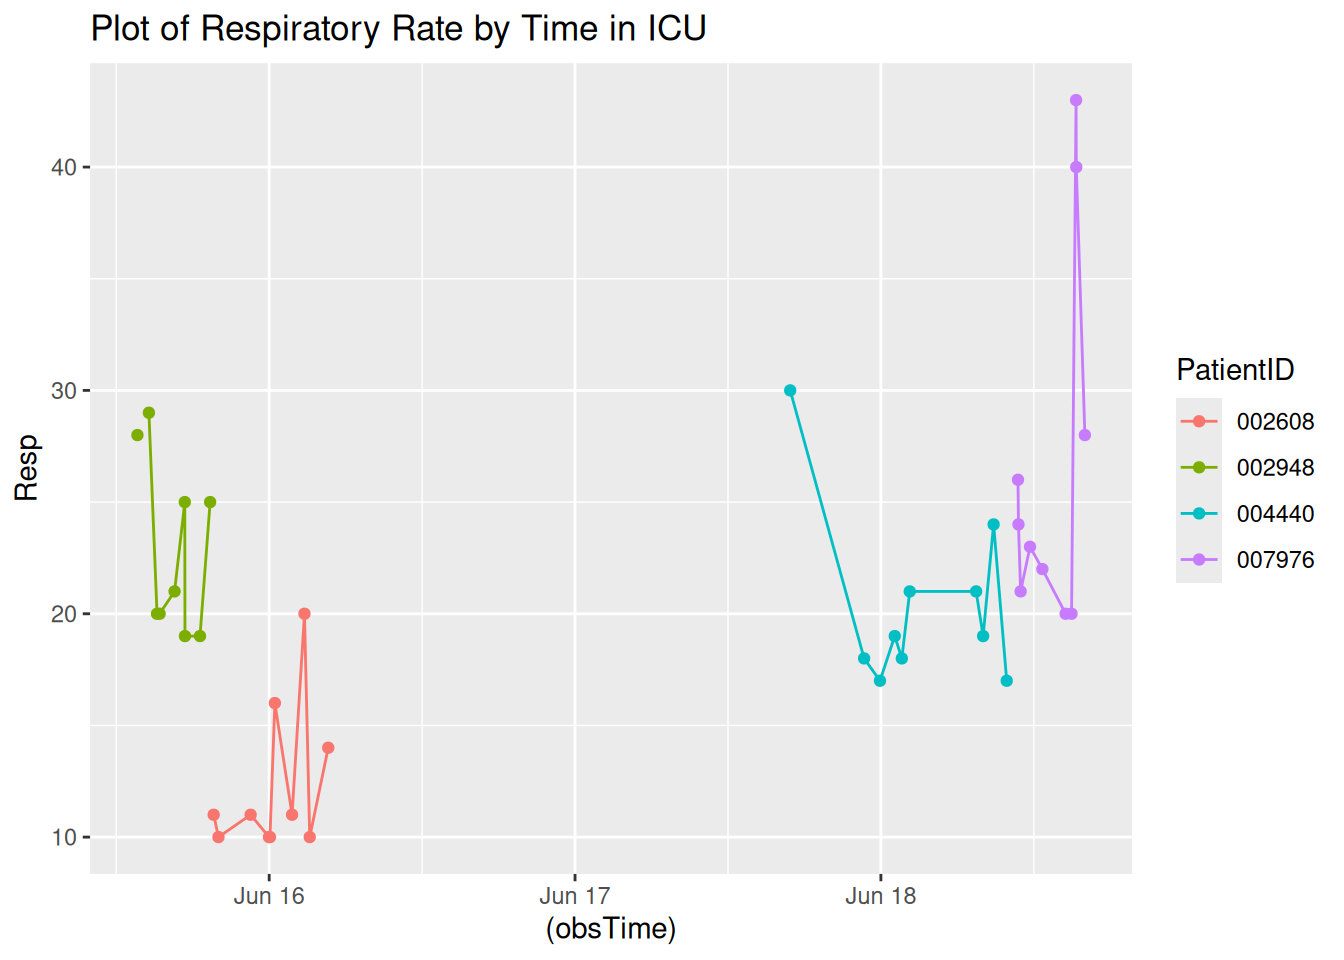 Plot of Respiratory Rate by Time in ICU
Resp
40
30
20
10
Jun 16 Jun 17 Jun 18
(obsTime)
PatientID
002608
002948
004440
007976